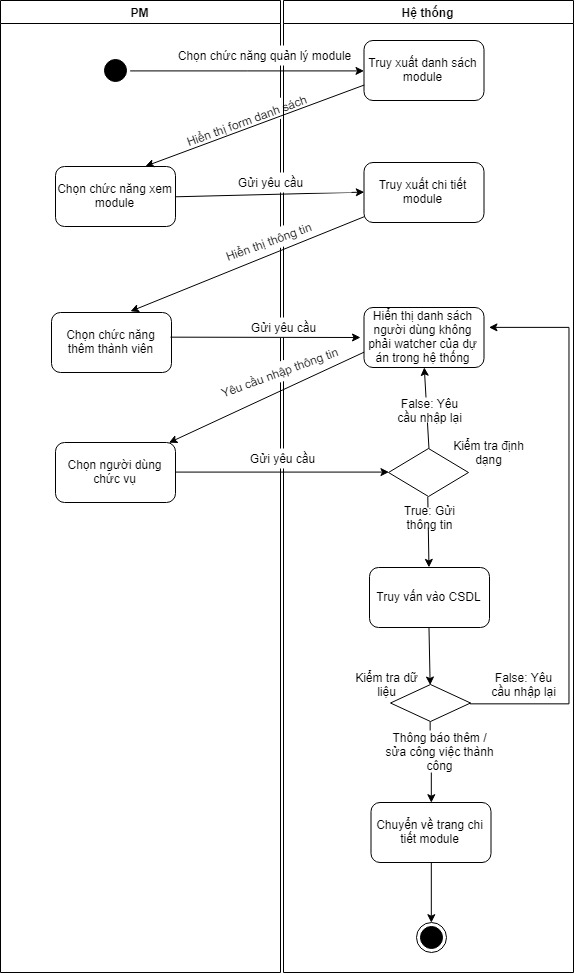 PM
Hệ thống
Chọn chức năng quản lý module
Truy xuất danh sách
module
Hiển thị form danh sách
Chọn chức năng xem
module
Gửi yêu cầu
Truy xuất chi tiết
module
Hiển thị thông tin
Chọn chức năng
thêm thánh viên
Gửi yêu cầu
Hiển thị danh sách
người dùng không
phải watcher của dự
án trong hệ thống
Yêu cầu nhập thông tin
False: Yêu
cầu nhập lại
Chọn người dùng
chức vụ
Gửi yêu cầu
Kiểm tra định
dạng
True: Gửi
thông tin
Truy vấn vào CSDL
Kiểm tra dữ
liệu
False: Yêu
cầu nhập lại
Thông báo thêm /
sửa công việc thành
công
Chuyển về trang chi
tiết module